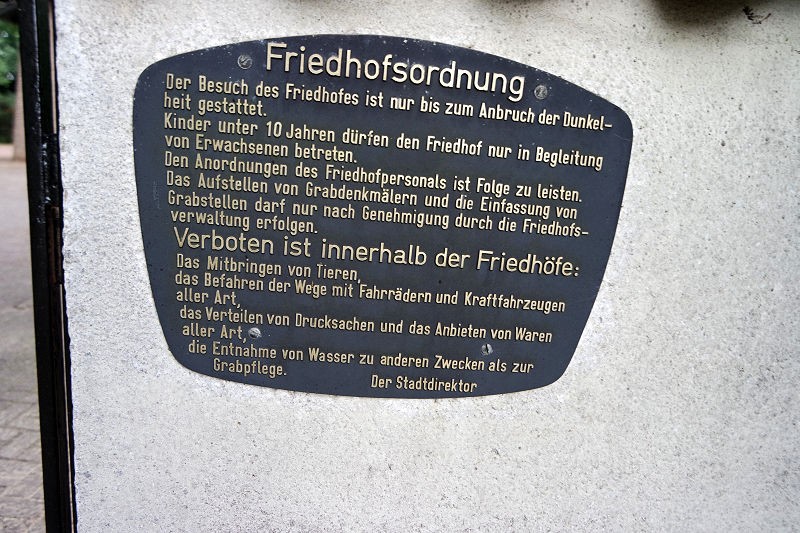 Friedhofsordnung
Der Besuch des Friedhofes ist nur bis zum Anbruch der Dunkel-
heit gestattet.
Kinder unter 10 Jahren dürfen den Friedhof nur in Begleitung
von Erwachsenen betreten.
Den Anordnungen des Friedhofpersonals ist Folge zu leisten.
Das Aufstellen von Grabdenkmälern und die Einfassung von
Grabstellen darf nur nach Genehmigung durch die Friedhofs-
verwaltung erfolgen.
Verboten ist innerhalb der Friedhöfe:
Das Mitbringen von Tieren,
das Befahren der Wege mit Fahrrädern und Kraftfahrzeugen
aller Art,
das Verteilen von Drucksachen und das Anbieten von Waren
aller Art,
die Entnahme von Wasser zu anderen Zwecken als zur
Grabpflege.
Der Stadtdirektor